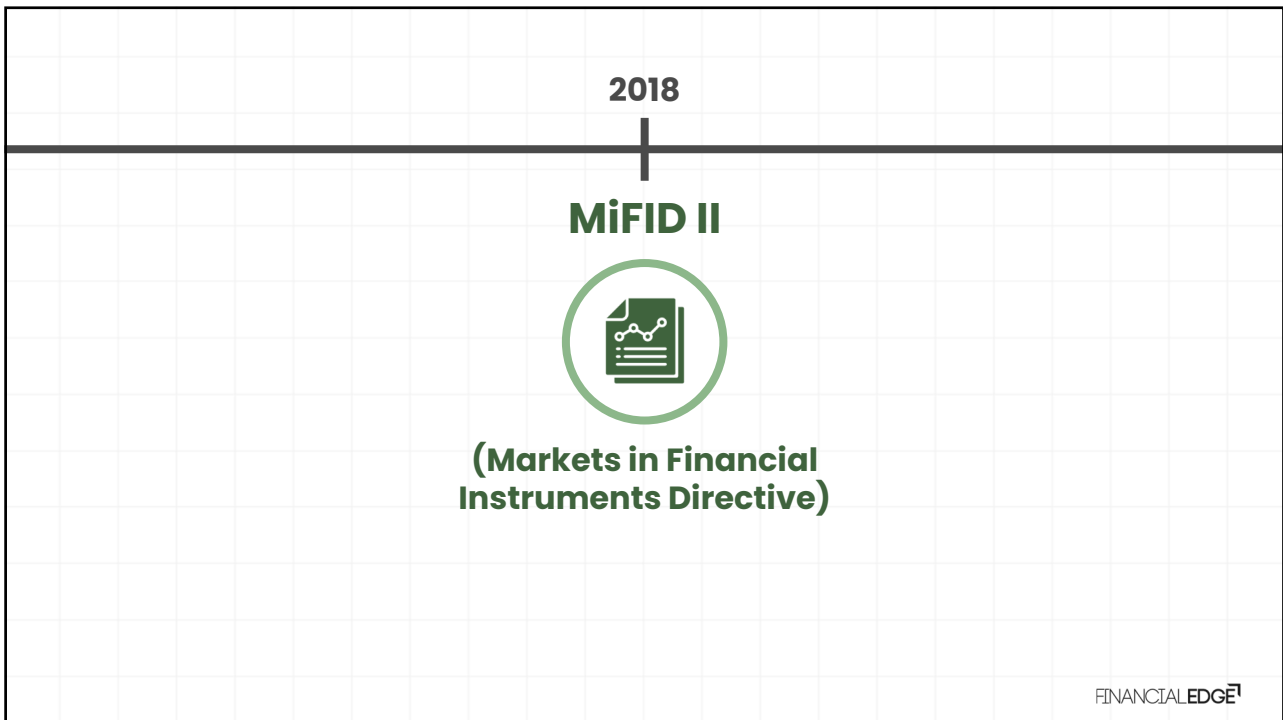 2018
MiFID II
(Markets in Financial
Instruments Directive)
FINANCIALEDGE